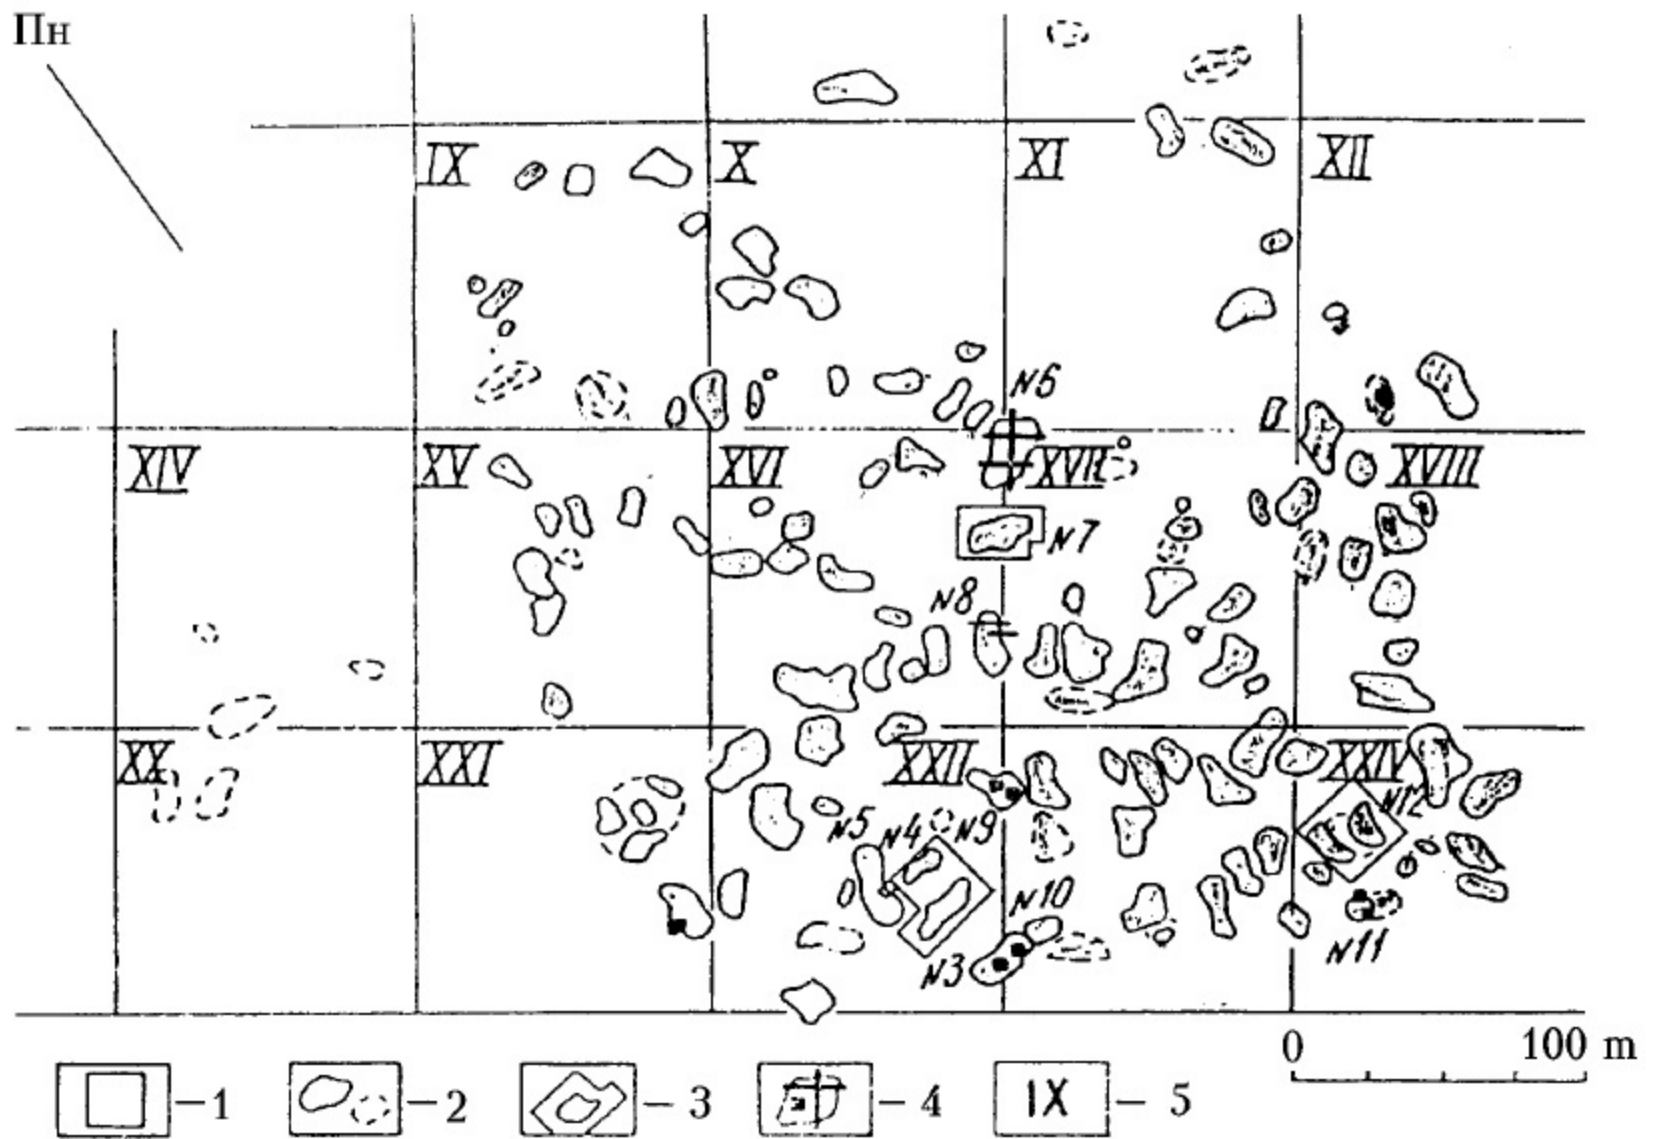 Пн
IX X XI XII
N6
XIV XV XVI XVII XVIII
N7
N8
XX XXI XXII XXIV
N12
N5 N4 N9
N10
N3 N11
0 100 m
1 2 3 4 IX 5